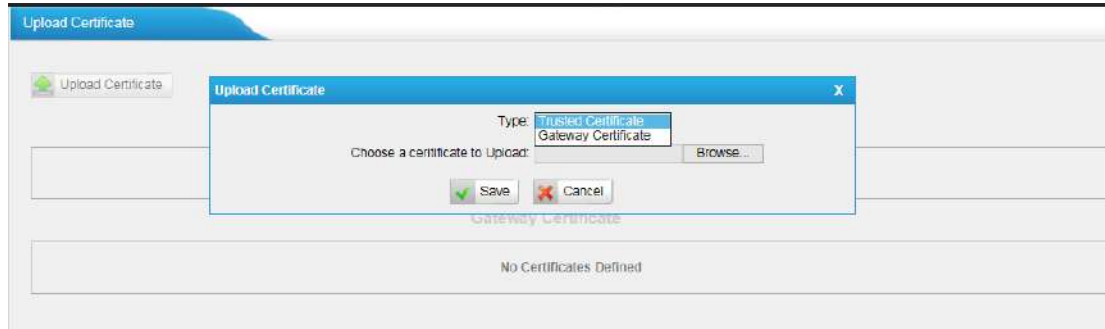 Upload Certificate
Upload Certificate
Upload Certificate X
Type: Trusted Certificate
Gateway Certificate
Choose a certificate to Upload: Browse...
Save Cancel
Gateway Certificate
No Certificates Defined